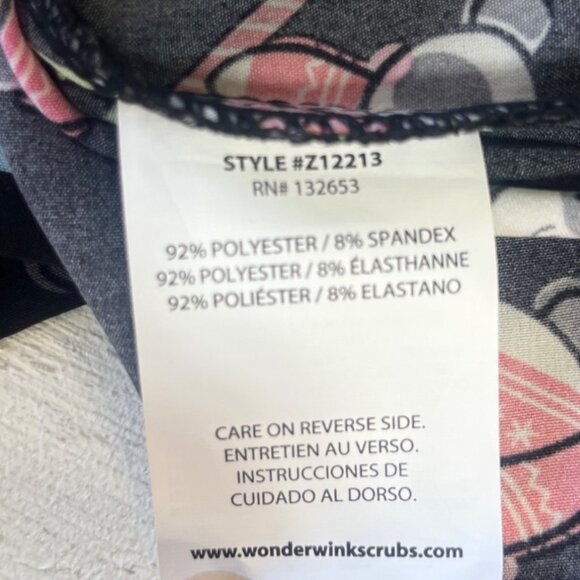 STYLE #Z12213
RN# 132653
92% POLYESTER / 8% SPANDEX
92% POLYESTER / 8% ÉLASTHANNE
92% POLIÉSTER / 8% ELASTANO
CARE ON REVERSE SIDE.
ENTRETIEN AU VERSO.
INSTRUCCIONES DE
CUIDADO AL DORSO.
www.wonderwinkscrubs.com